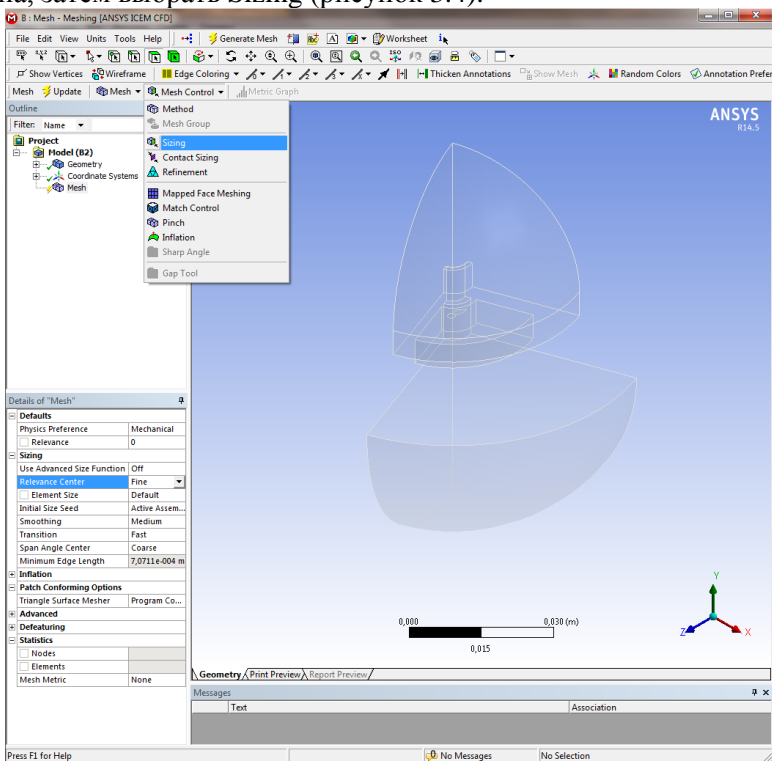 на, затем выбрать Sizing (рисунок 3.4).
B : Mesh - Meshing [ANSYS ICEM CFD]
File Edit View Units Tools Help Generate Mesh A Worksheet i
Show Vertices Wireframe Edge Coloring Thicken Annotations Show Mesh Random Colors Annotation Prefer
Mesh Update Mesh Mesh Control Metric Graph
Outline
Filter: Name
Project
Model (B2)
Geometry
Coordinate Systems
Mesh
Method
Mesh Group
Sizing
Contact Sizing
Refinement
Mapped Face Meshing
Match Control
Pinch
Inflation
Sharp Angle
Gap Tool
ANSYS
R14.5
Details of "Mesh"
Defaults
Physics Preference Mechanical
Relevance 0
Sizing
Use Advanced Size Function Off
Relevance Center Fine
Element Size Default
Initial Size Seed Active Assem...
Smoothing Medium
Transition Fast
Span Angle Center Coarse
Minimum Edge Length 7,0711e-004 m
Inflation
Patch Conforming Options
Triangle Surface Mesher Program Co...
Advanced
Defeaturing
Statistics
Nodes
Elements
Mesh Metric None
0,000 0,030 (m)
0,015
Y
Z X
Geometry Print Preview Report Preview
Messages
Text Association
Press F1 for Help No Messages No Selection